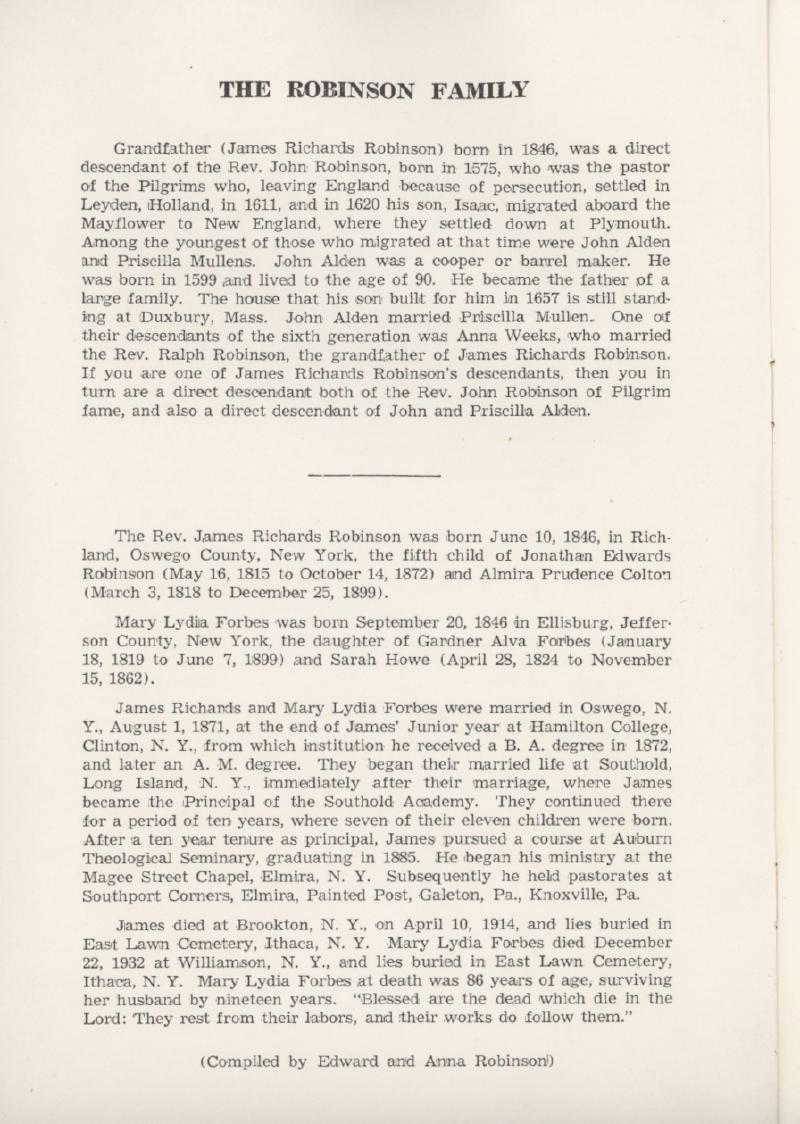 THE ROBINSON FAMILY
Grandfather (James Richards Robinson) born in 1846, was a direct
descendant of the Rev. John Robinson, born in 1575, who was the pastor
of the Pilgrims who, leaving England because of persecution, settled in
Leyden, Holland, in 1611, and in 1620 his son, Isaac, migrated aboard the
Mayflower to New England, where they settled down at Plymouth.
Among the youngest of those who migrated at that time were John Alden
and Priscilla Mullens. John Alden was a cooper or barrel maker. He
was born in 1599 and lived to the age of 90. He became the father of a
large family. The house that his son built for him in 1657 is still stand-
ing at Duxbury, Mass. John Alden married Priscilla Mullen. One of
their descendants of the sixth generation was Anna Weeks, who married
the Rev. Ralph Robinson, the grandfather of James Richards Robinson.
If you are one of James Richards Robinson's descendants, then you in
turn are a direct descendant both of the Rev. John Robinson of Pilgrim
fame, and also a direct descendant of John and Priscilla Alden.
The Rev. James Richards Robinson was born June 10, 1846, in Rich-
land, Oswego County, New York, the fifth child of Jonathan Edwards
Robinson (May 16, 1815 to October 14, 1872) and Almira Prudence Colton
(March 3, 1818 to December 25, 1899).
Mary Lydia Forbes was born September 20, 1846 in Ellisburg, Jeffer-
son County, New York, the daughter of Gardner Alva Forbes (January
18, 1819 to June 7, 1899) and Sarah Howe (April 28, 1824 to November
15, 1862).
James Richards and Mary Lydia Forbes were married in Oswego, N.
Y., August 1, 1871, at the end of James' Junior year at Hamilton College,
Clinton, N. Y., from which institution he received a B. A. degree in 1872,
and later an A. M. degree. They began their married life at Southold,
Long Island, N. Y., immediately after their marriage, where James
became the Principal of the Southold Academy. They continued there
for a period of ten years, where seven of their eleven children were born.
After a ten year tenure as principal, James pursued a course at Auburn
Theological Seminary, graduating in 1885. He began his ministry at the
Magee Street Chapel, Elmira, N. Y. Subsequently he held pastorates at
Southport Corners, Elmira, Painted Post, Galeton, Pa., Knoxville, Pa.
James died at Brookton, N. Y., on April 10, 1914, and lies buried in
East Lawn Cemetery, Ithaca, N. Y. Mary Lydia Forbes died December
22, 1932 at Williamson, N. Y., and lies buried in East Lawn Cemetery,
Ithaca, N. Y. Mary Lydia Forbes at death was 86 years of age, surviving
her husband by nineteen years. "Blessed are the dead which die in the
Lord: They rest from their labors, and their works do follow them."
(Compiled by Edward and Anna Robinson)